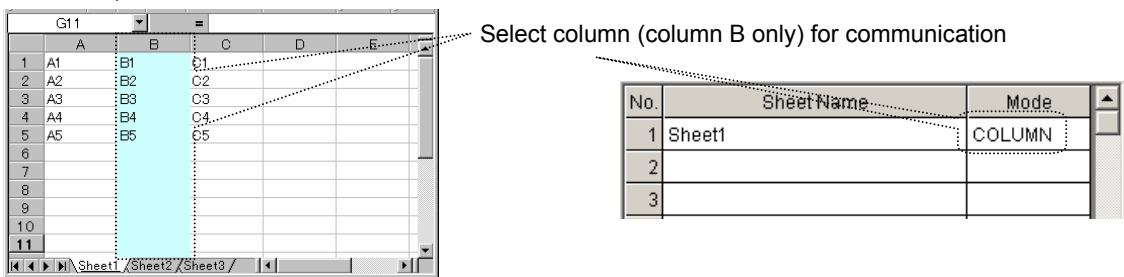 G11 =
A B C D E
1 A1 B1 C1
2 A2 B2 C2
3 A3 B3 C3
4 A4 B4 C4
5 A5 B5 C5
6
7
8
9
10
11
Sheet1 Sheet2 Sheet3
Select column (column B only) for communication
No. Sheet Name Mode
1 Sheet1 COLUMN
2
3